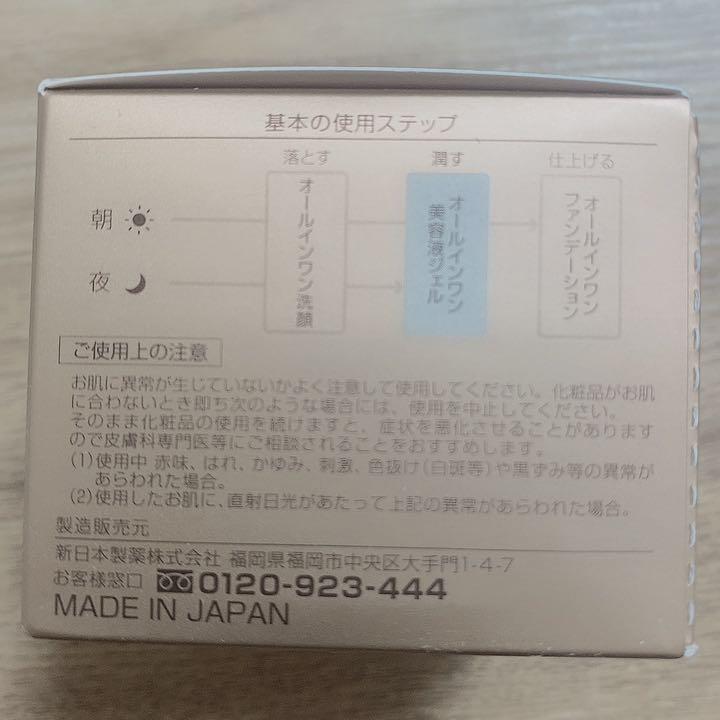 基本の使用ステップ
落とす 潤す 仕上げる
朝
夜
オールインワン洗顔
オールインワン
美容液ジェル
オールインワン
ファンデーション
ご使用上の注意
お肌に異常が生じていないかよく注意して使用してください。化粧品がお肌
に合わないとき即ち次のような場合には、使用を中止してください。
そのまま化粧品の使用を続けますと、症状を悪化させることがあります
ので皮膚科専門医等にご相談されることをおすすめします。
(1)使用中 赤味、はれ、かゆみ、刺激、色抜け(白斑等)や黒ずみ等の異常が
あらわれた場合。
(2)使用したお肌に、直射日光があたって上記の異常があらわれた場合。
製造販売元
新日本製薬株式会社 福岡県福岡市中央区大手門1-4-7
お客様窓口 0120-923-444
MADE IN JAPAN